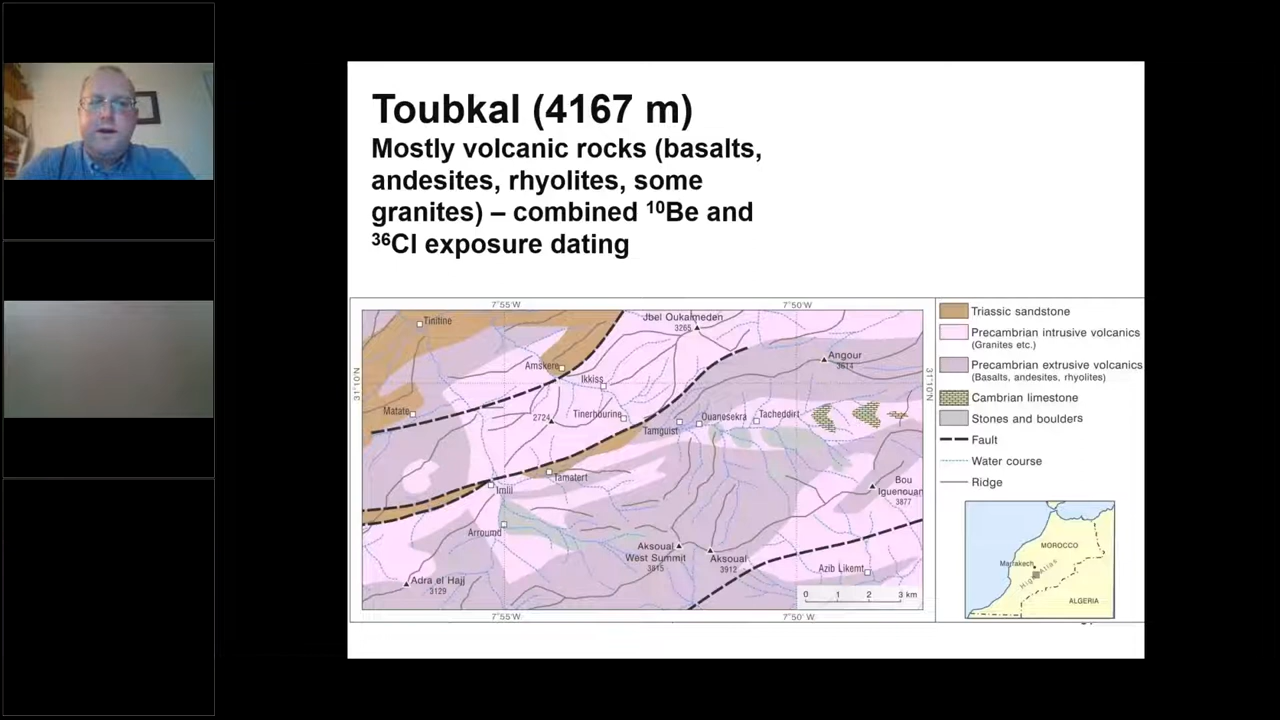 Toubkal (4167 m)
Mostly volcanic rocks (basalts,
andesites, rhyolites, some
granites) – combined ¹⁰Be and
³⁶Cl exposure dating
7°55'W
7°50'W
Tinitine
Jbel Oukaimeden
3265
Angour
3614
Amskere
Ikkiss
31°10'N
31°10'N
Matate
2724
Tinerhourine
Tamguist
Ouanesekra
Tacheddirt
Tamatert
Imlil
Bou
Iguenouan
3877
Arroumd
Aksoual
West Summit
3815
Aksoual
3912
Azib Likemt
Adra el Hajj
3129
0 1 2 3 km
7°55'W
7°50' W
Triassic sandstone
Precambrian intrusive volcanics
(Granites etc.)
Precambrian extrusive volcanics
(Basalts, andesites, rhyolites)
Cambrian limestone
Stones and boulders
Fault
Water course
Ridge
MOROCCO
Marrakech
High Atlas
ALGERIA